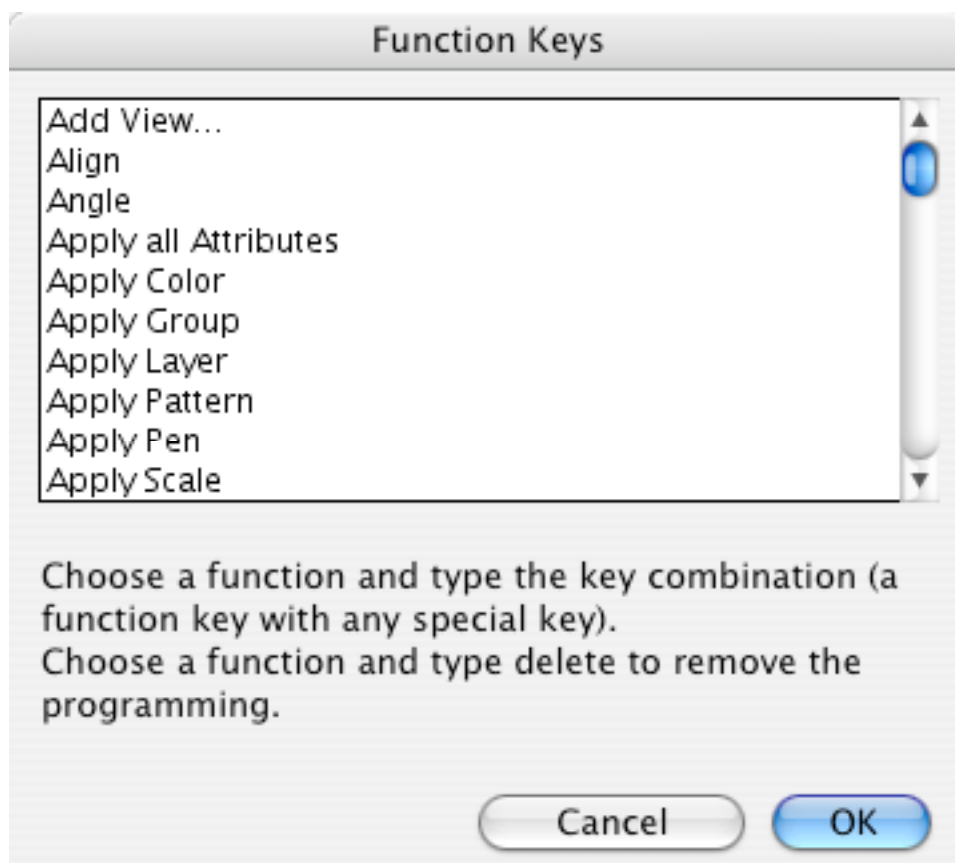 Function Keys
Add View...
Align
Angle
Apply all Attributes
Apply Color
Apply Group
Apply Layer
Apply Pattern
Apply Pen
Apply Scale
Choose a function and type the key combination (a
function key with any special key).
Choose a function and type delete to remove the
programming.
Cancel
OK